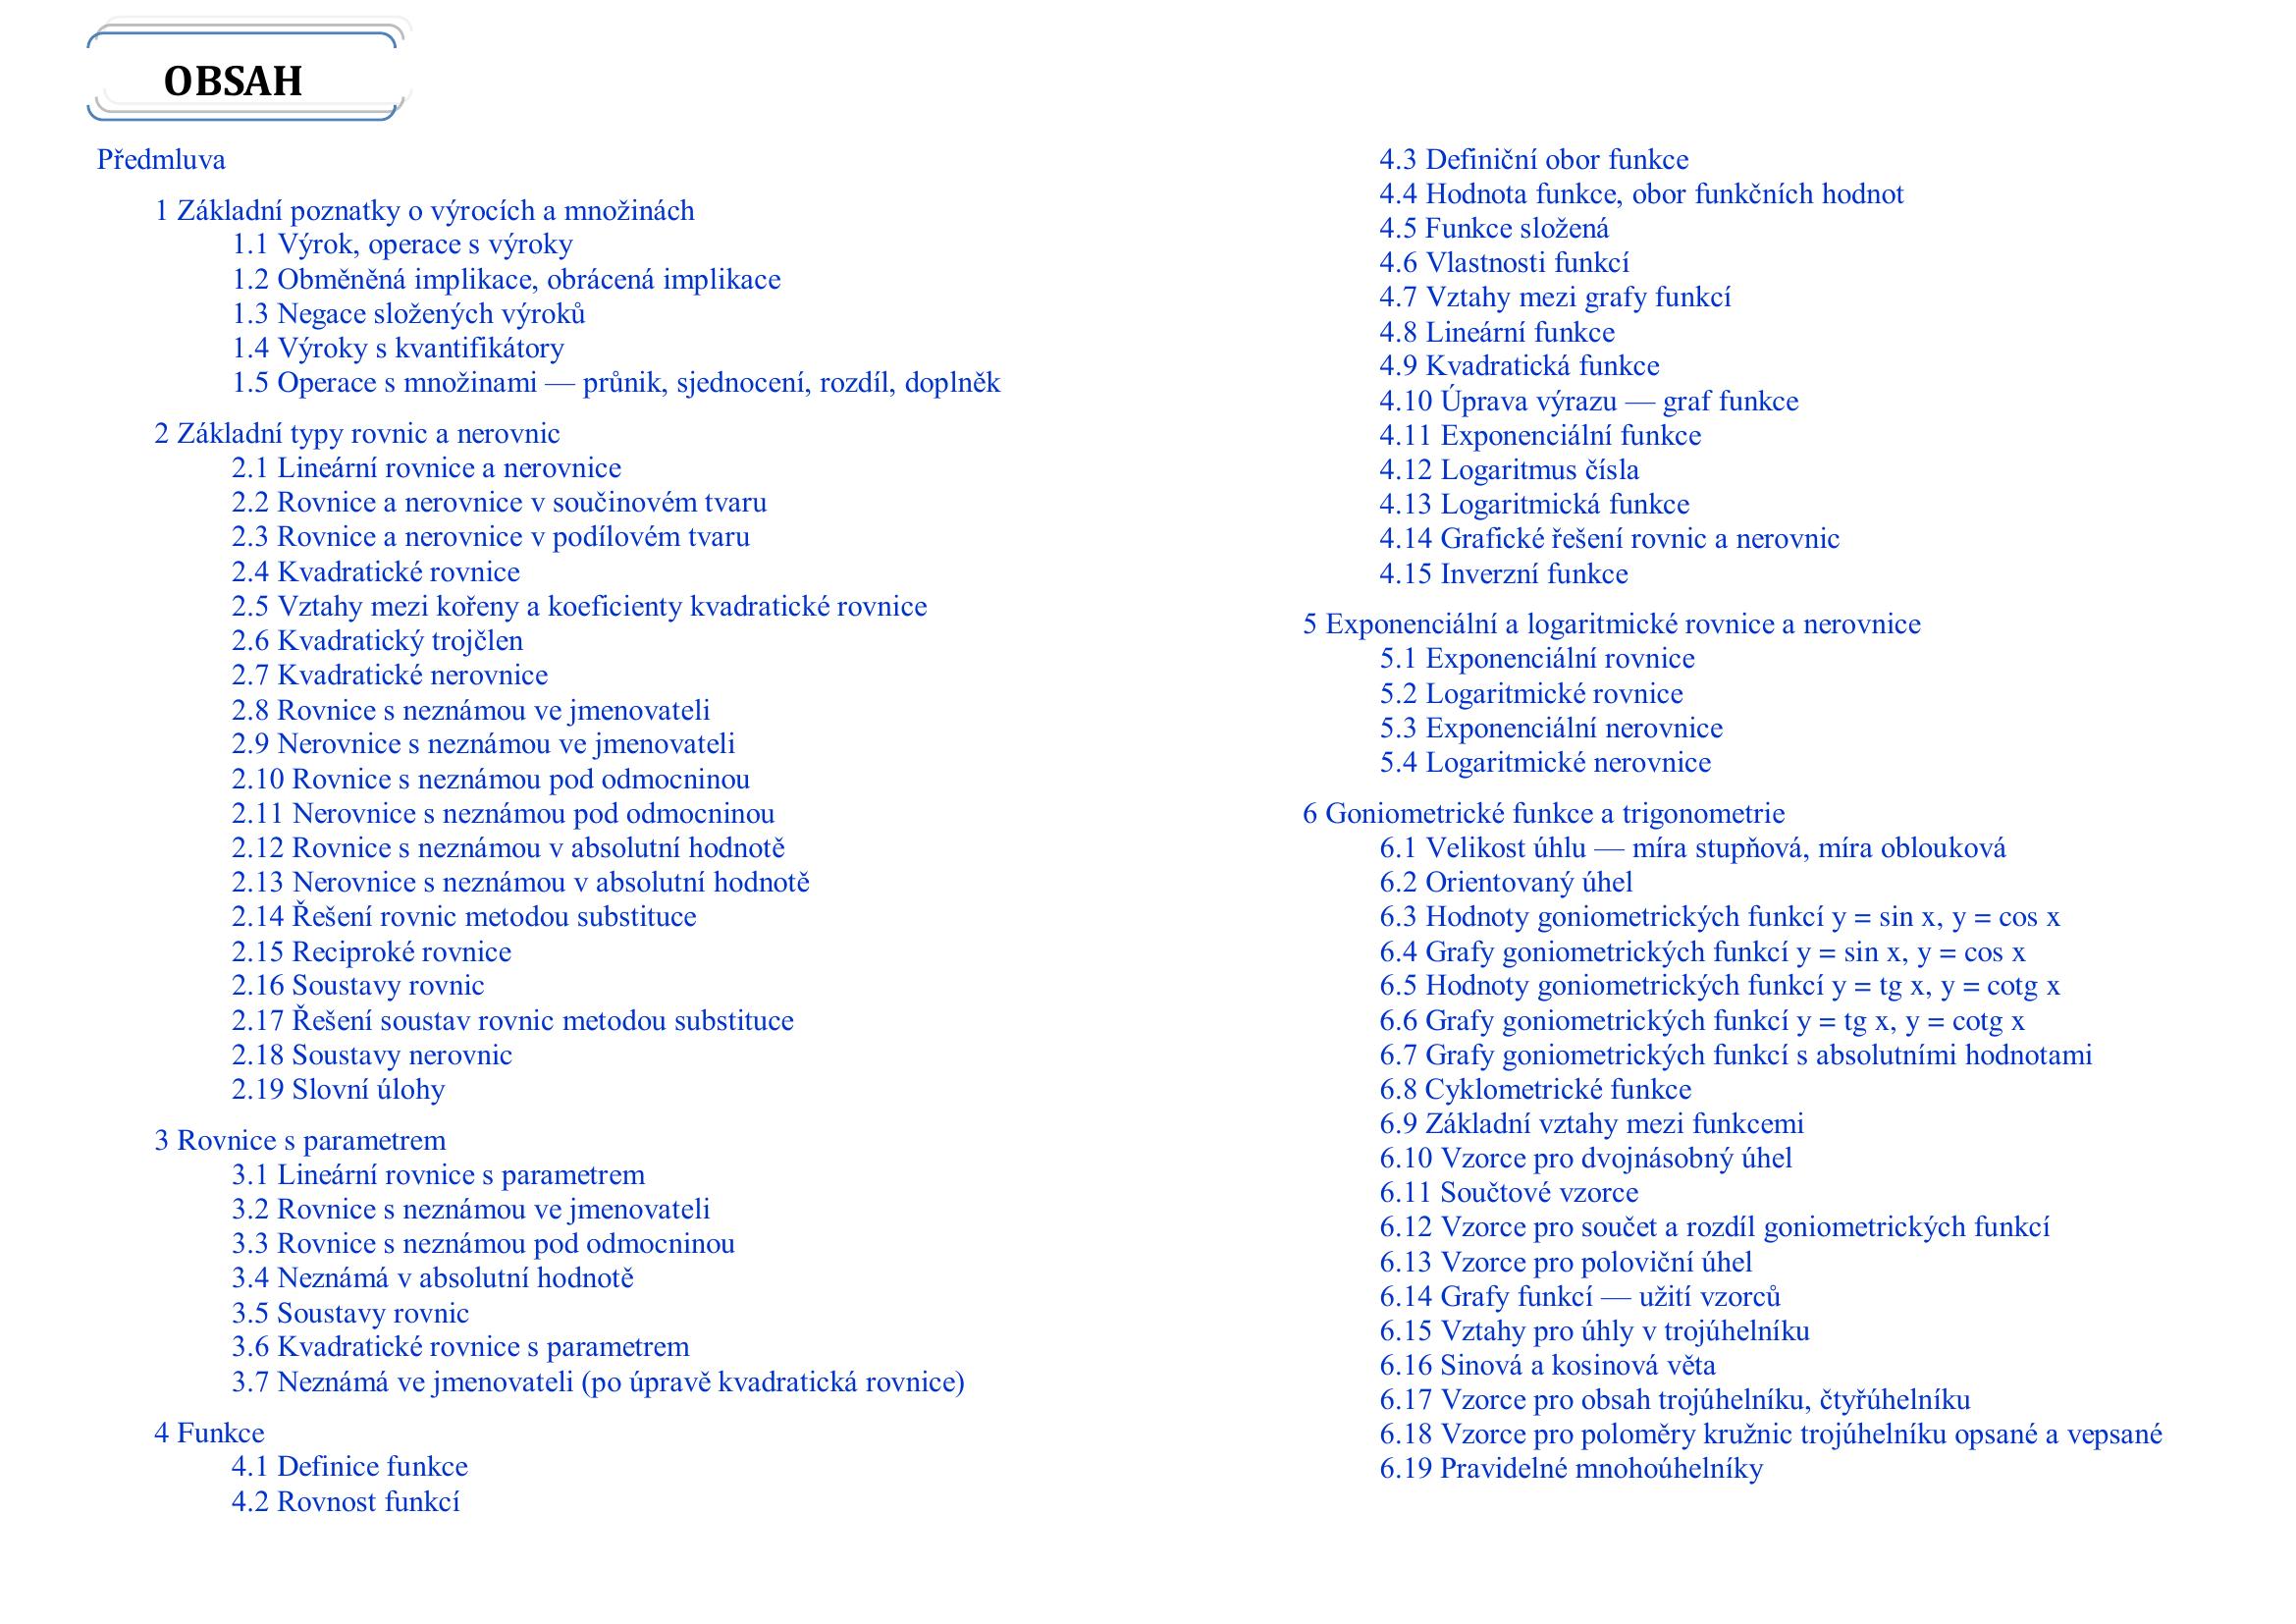 OBSAH
Předmluva
1 Základní poznatky o výrocích a množinách
1.1 Výrok, operace s výroky
1.2 Obměněná implikace, obrácená implikace
1.3 Negace složených výroků
1.4 Výroky s kvantifikátory
1.5 Operace s množinami — průnik, sjednocení, rozdíl, doplněk
2 Základní typy rovnic a nerovnic
2.1 Lineární rovnice a nerovnice
2.2 Rovnice a nerovnice v součinovém tvaru
2.3 Rovnice a nerovnice v podílovém tvaru
2.4 Kvadratické rovnice
2.5 Vztahy mezi kořeny a koeficienty kvadratické rovnice
2.6 Kvadratický trojčlen
2.7 Kvadratické nerovnice
2.8 Rovnice s neznámou ve jmenovateli
2.9 Nerovnice s neznámou ve jmenovateli
2.10 Rovnice s neznámou pod odmocninou
2.11 Nerovnice s neznámou pod odmocninou
2.12 Rovnice s neznámou v absolutní hodnotě
2.13 Nerovnice s neznámou v absolutní hodnotě
2.14 Řešení rovnic metodou substituce
2.15 Reciproké rovnice
2.16 Soustavy rovnic
2.17 Řešení soustav rovnic metodou substituce
2.18 Soustavy nerovnic
2.19 Slovní úlohy
3 Rovnice s parametrem
3.1 Lineární rovnice s parametrem
3.2 Rovnice s neznámou ve jmenovateli
3.3 Rovnice s neznámou pod odmocninou
3.4 Neznámá v absolutní hodnotě
3.5 Soustavy rovnic
3.6 Kvadratické rovnice s parametrem
3.7 Neznámá ve jmenovateli (po úpravě kvadratická rovnice)
4 Funkce
4.1 Definice funkce
4.2 Rovnost funkcí
4.3 Definiční obor funkce
4.4 Hodnota funkce, obor funkčních hodnot
4.5 Funkce složená
4.6 Vlastnosti funkcí
4.7 Vztahy mezi grafy funkcí
4.8 Lineární funkce
4.9 Kvadratická funkce
4.10 Úprava výrazu — graf funkce
4.11 Exponenciální funkce
4.12 Logaritmus čísla
4.13 Logaritmická funkce
4.14 Grafické řešení rovnic a nerovnic
4.15 Inverzní funkce
5 Exponenciální a logaritmické rovnice a nerovnice
5.1 Exponenciální rovnice
5.2 Logaritmické rovnice
5.3 Exponenciální nerovnice
5.4 Logaritmické nerovnice
6 Goniometrické funkce a trigonometrie
6.1 Velikost úhlu — míra stupňová, míra oblouková
6.2 Orientovaný úhel
6.3 Hodnoty goniometrických funkcí y = sin x, y = cos x
6.4 Grafy goniometrických funkcí y = sin x, y = cos x
6.5 Hodnoty goniometrických funkcí y = tg x, y = cotg x
6.6 Grafy goniometrických funkcí y = tg x, y = cotg x
6.7 Grafy goniometrických funkcí s absolutními hodnotami
6.8 Cyklometrické funkce
6.9 Základní vztahy mezi funkcemi
6.10 Vzorce pro dvojnásobný úhel
6.11 Součtové vzorce
6.12 Vzorce pro součet a rozdíl goniometrických funkcí
6.13 Vzorce pro poloviční úhel
6.14 Grafy funkcí — užití vzorců
6.15 Vztahy pro úhly v trojúhelníku
6.16 Sinová a kosinová věta
6.17 Vzorce pro obsah trojúhelníku, čtyřúhelníku
6.18 Vzorce pro poloměry kružnic trojúhelníku opsané a vepsané
6.19 Pravidelné mnohoúhelníky